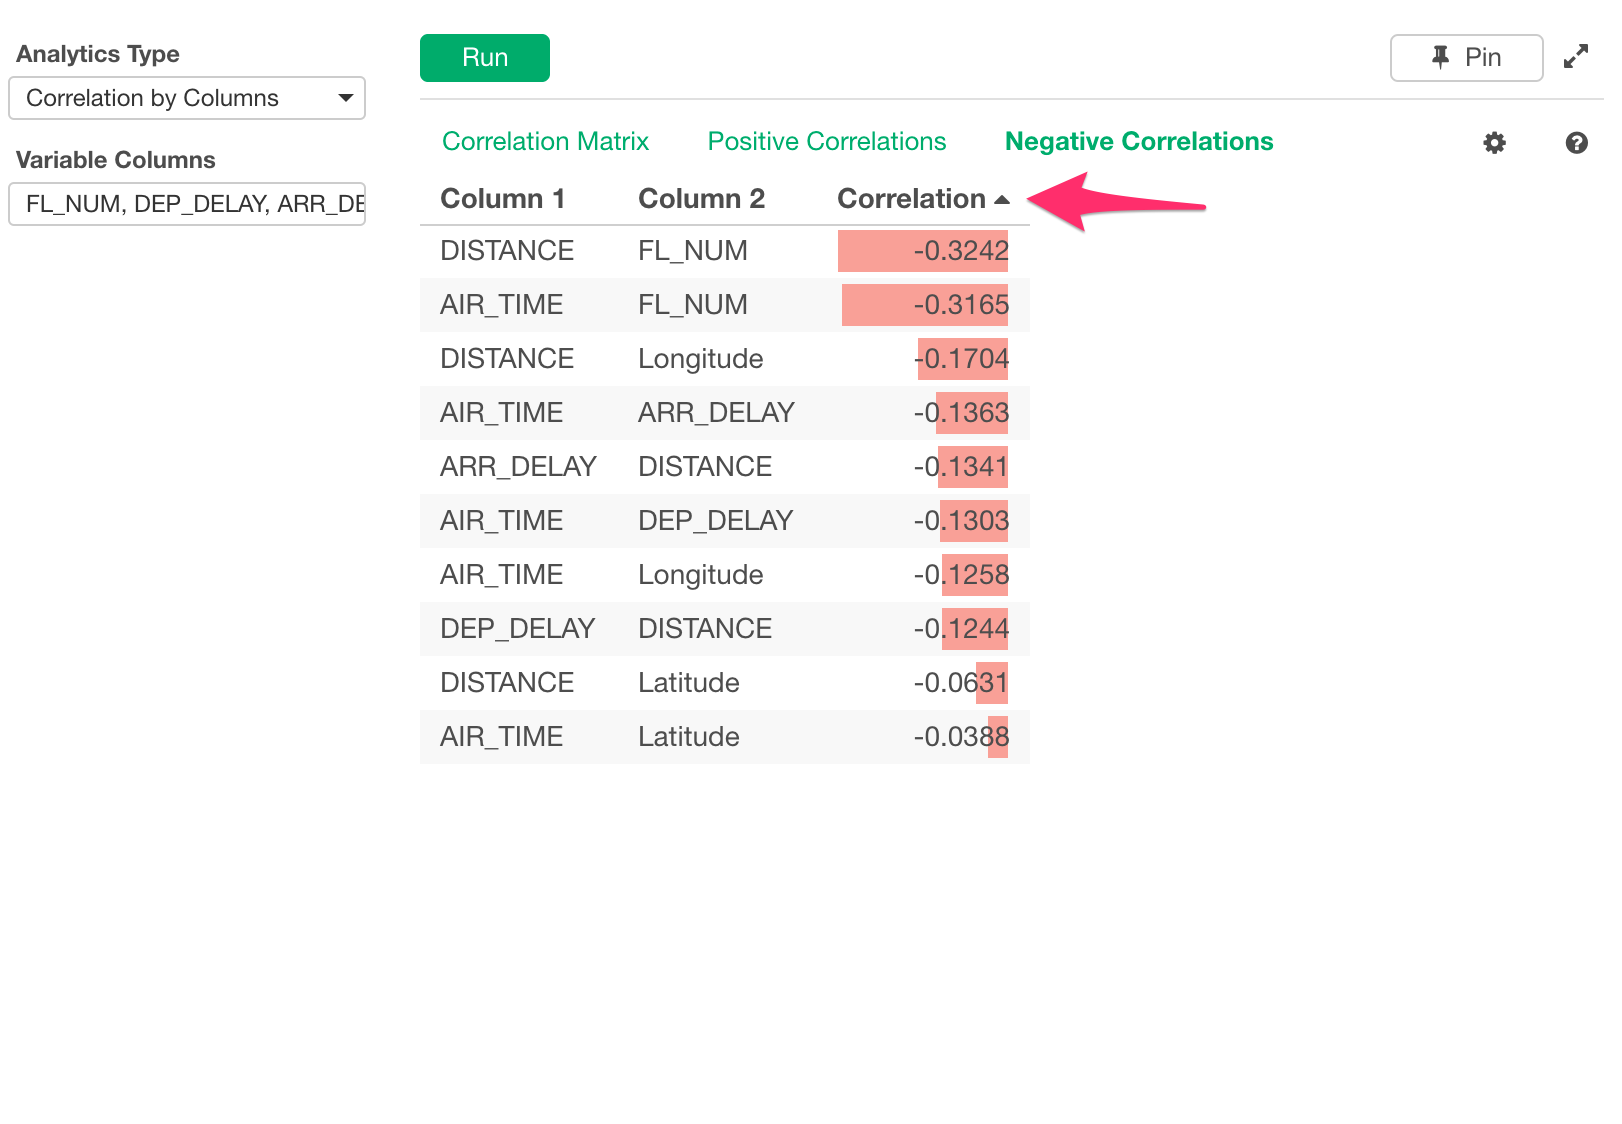 Analytics Type
Correlation by Columns
Variable Columns
FL_NUM, DEP_DELAY, ARR_DE
Run
Pin
Correlation Matrix Positive Correlations Negative Correlations
Column 1 Column 2 Correlation
DISTANCE FL_NUM -0.3242
AIR_TIME FL_NUM -0.3165
DISTANCE Longitude -0.1704
AIR_TIME ARR_DELAY -0.1363
ARR_DELAY DISTANCE -0.1341
AIR_TIME DEP_DELAY -0.1303
AIR_TIME Longitude -0.1258
DEP_DELAY DISTANCE -0.1244
DISTANCE Latitude -0.0631
AIR_TIME Latitude -0.0388